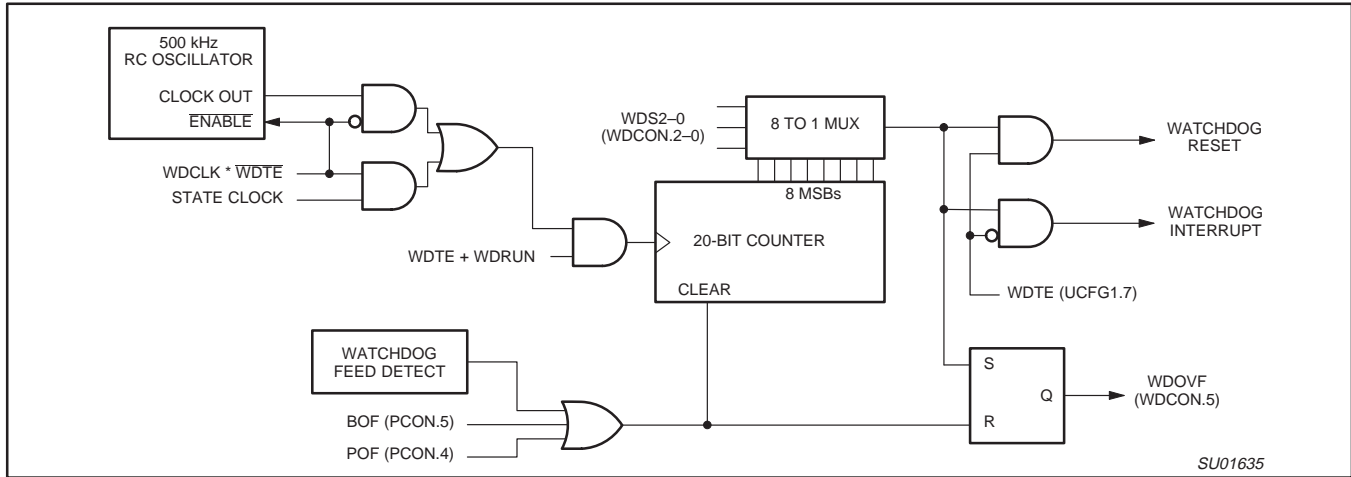 500 kHz
RC OSCILLATOR
CLOCK OUT
ENABLE
WDCLK * WDTE
STATE CLOCK
WDS2–0
(WDCON.2–0)
8 TO 1 MUX
8 MSBs
20-BIT COUNTER
CLEAR
WDTE + WDRUN
WATCHDOG
RESET
WATCHDOG
INTERRUPT
WDTE (UCFG1.7)
WATCHDOG
FEED DETECT
BOF (PCON.5)
POF (PCON.4)
S
Q
R
WDOVF
(WDCON.5)
SU01635